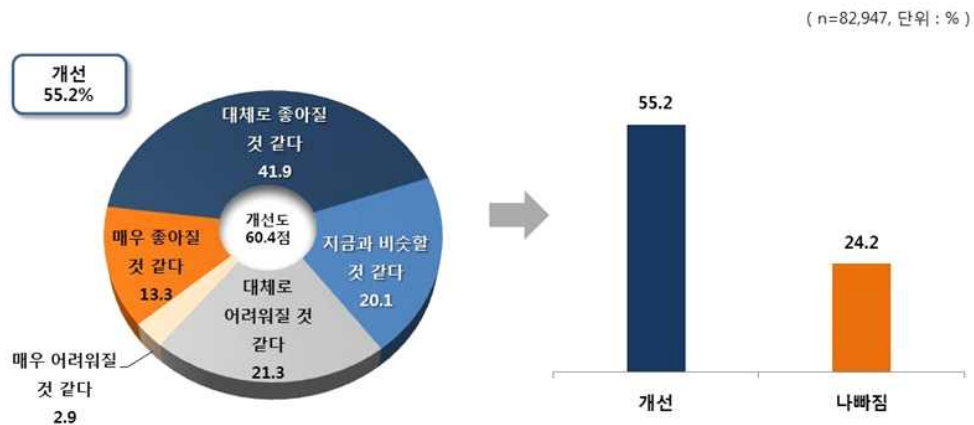 ( n=82,947, 단위 : % )
개선
55.2%
대체로 좋아질
것 같다
41.9
개선도
60.4점
지금과 비슷할
것 같다
20.1
매우 좋아질
것 같다
13.3
대체로
어려워질 것
같다
21.3
매우 어려워질
것 같다
2.9
55.2
24.2
개선
나빠짐